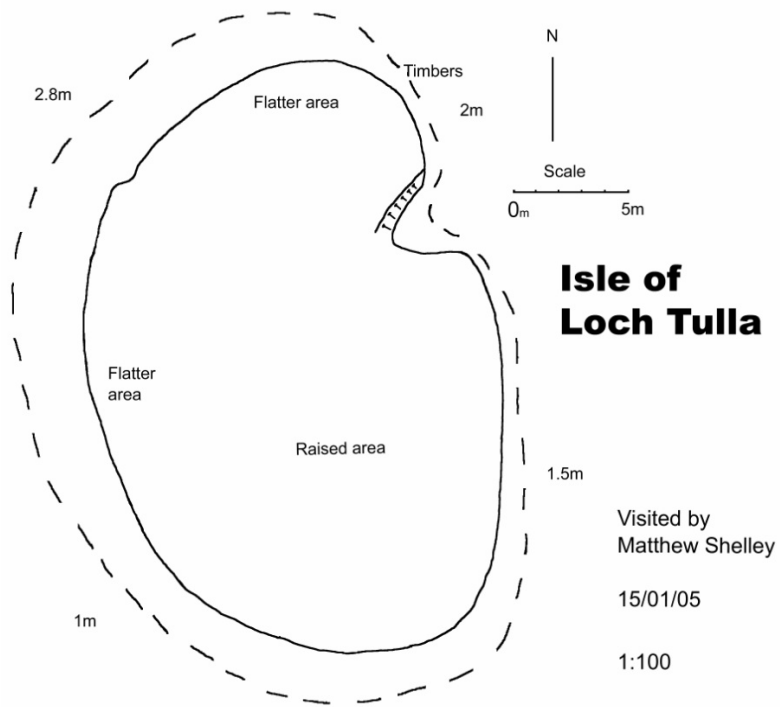 Timbers
N
2.8m
Flatter area
2m
Scale
0m 5m
Isle of
Loch Tulla
Flatter
area
Raised area
1.5m
Visited by
Matthew Shelley
15/01/05
1m
1:100